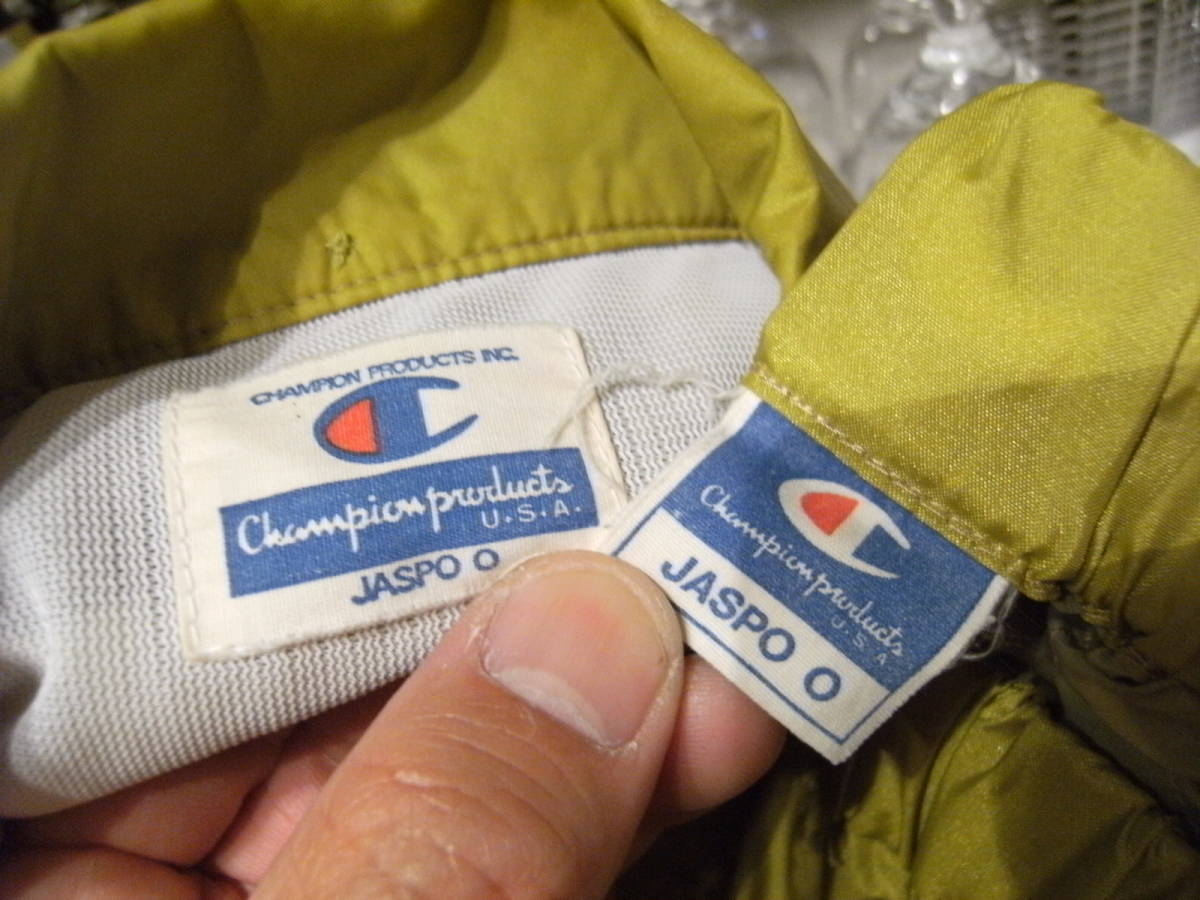 CHAMPION PRODUCTS INC.
Champion products
U.S.A.
JASPO O
Champion products
U.S.A.
JASPO O